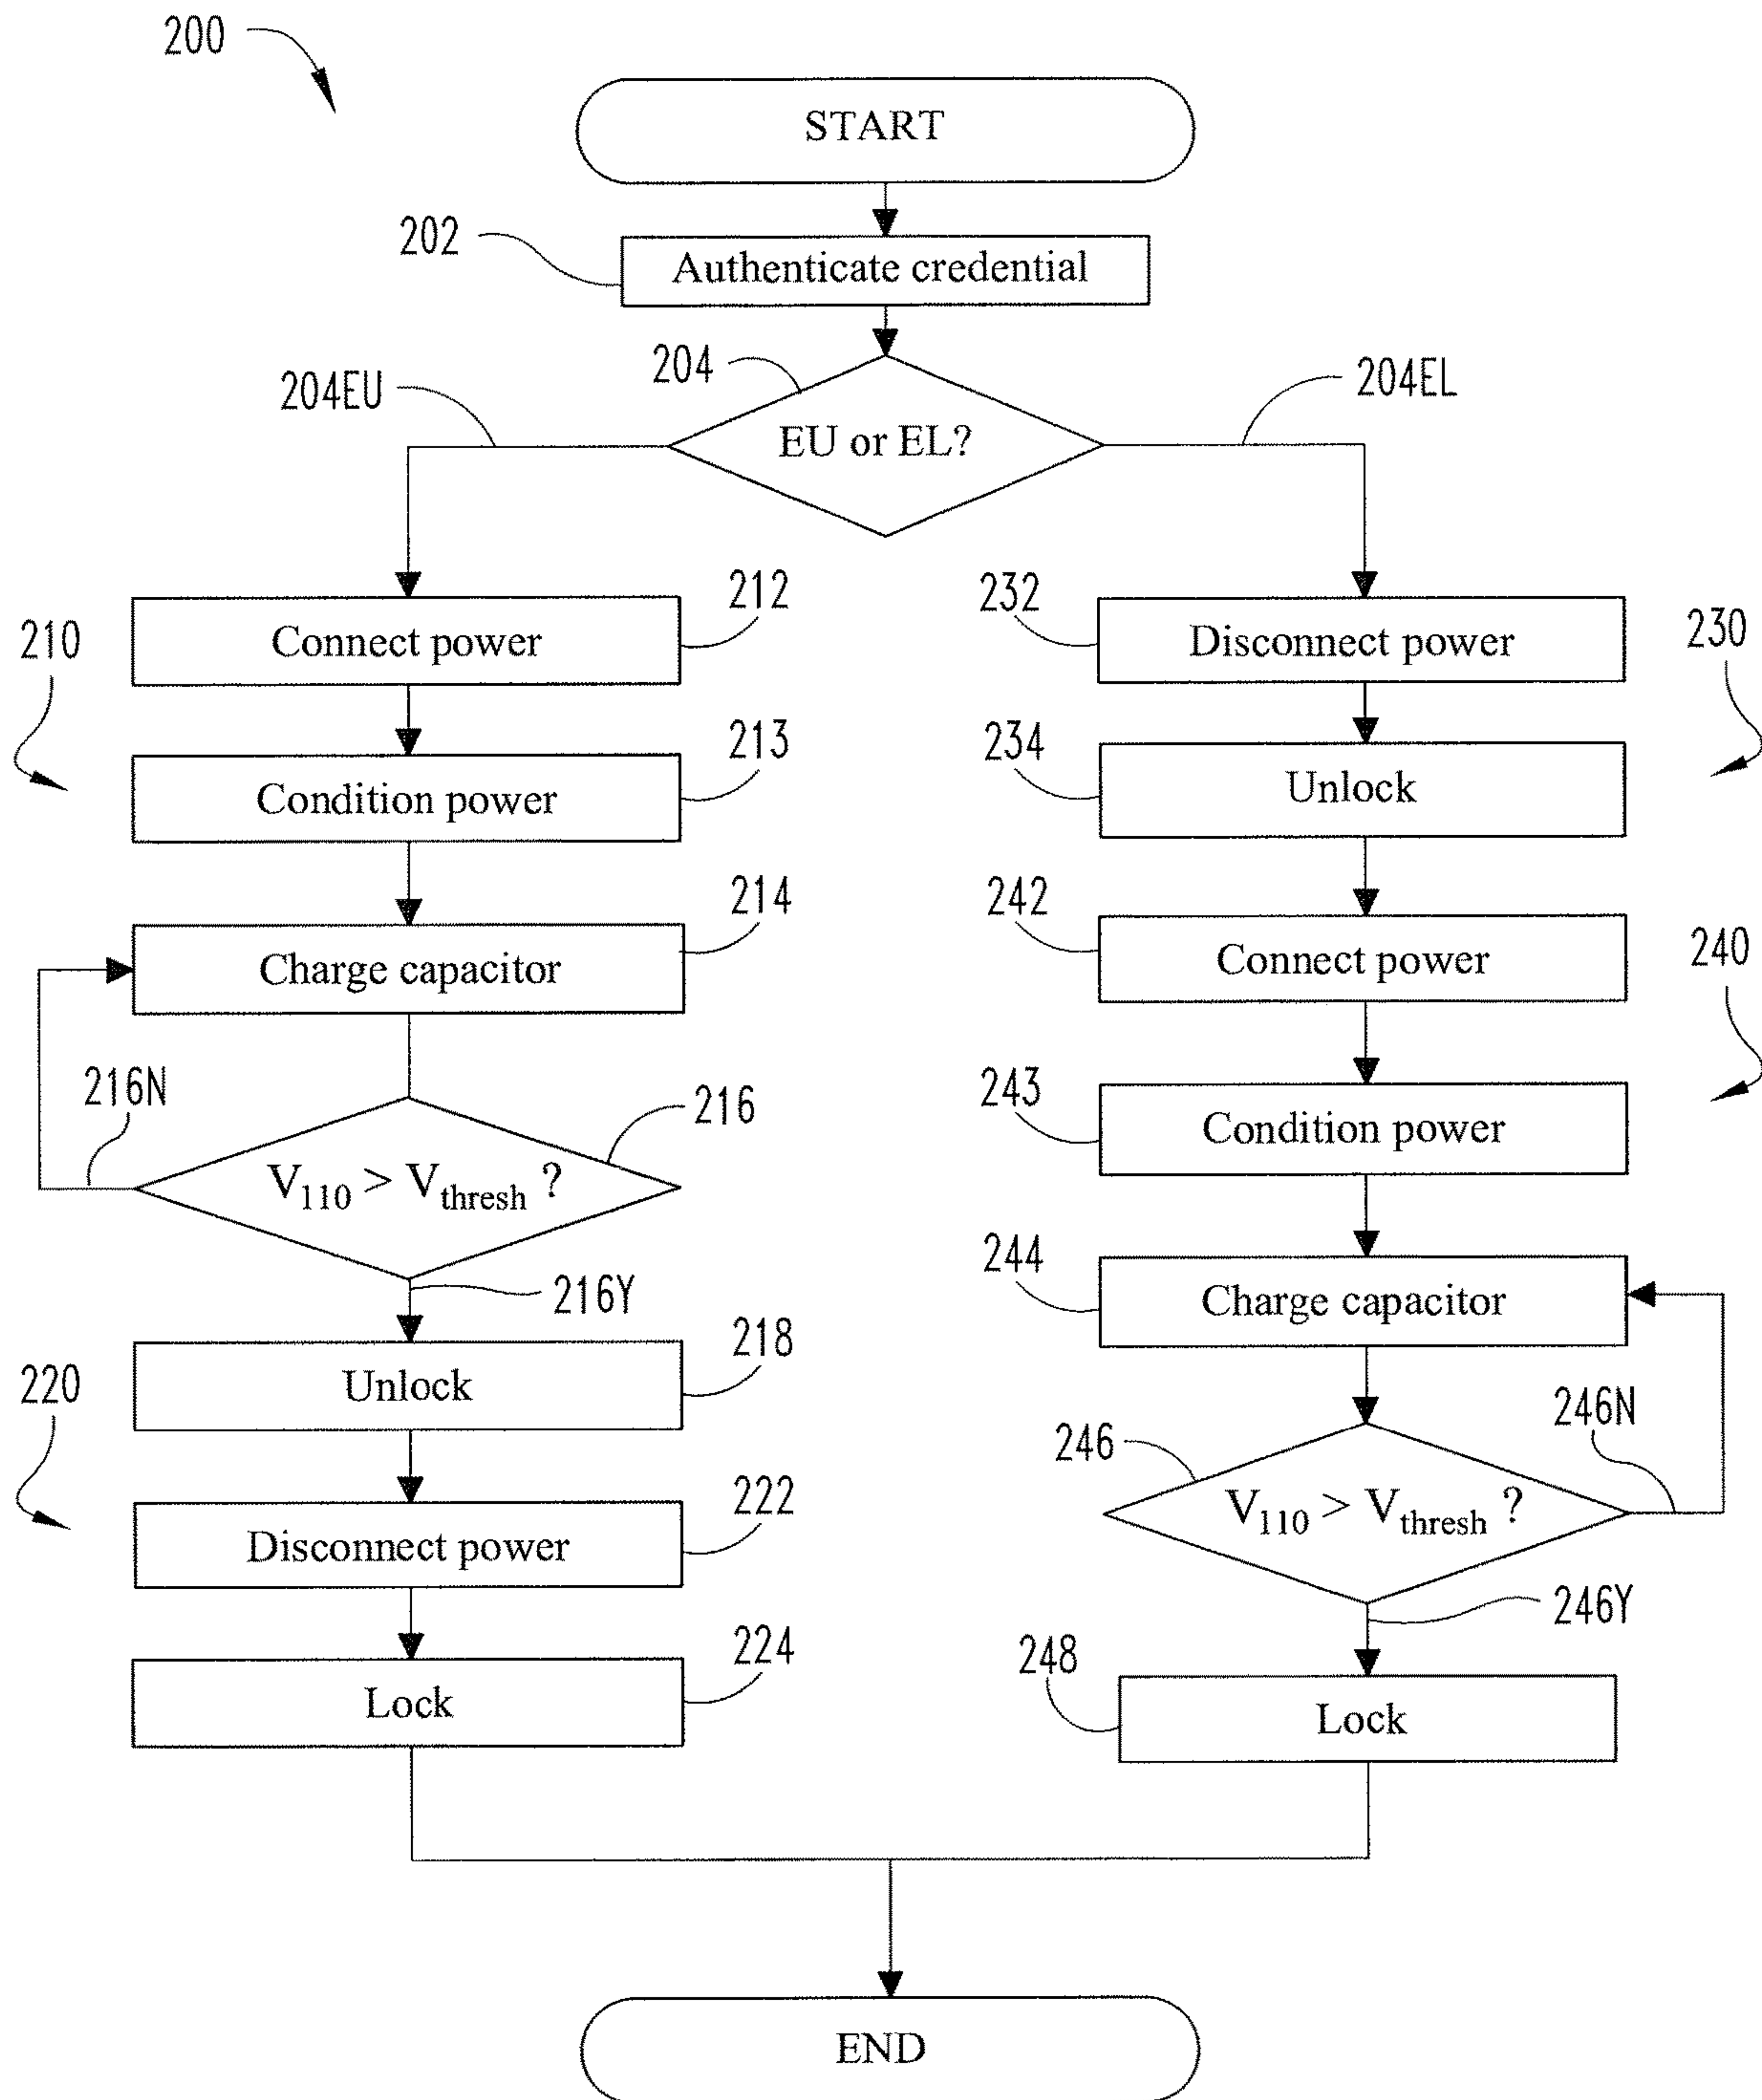 200
START
202
Authenticate credential
204
204EU
204EL
EU or EL?
212
Connect power
232
Disconnect power
210
230
213
Condition power
234
Unlock
214
Charge capacitor
242
Connect power
240
216N
216
V110 > Vthresh ?
243
Condition power
216Y
244
Charge capacitor
218
Unlock
220
246N
246
V110 > Vthresh ?
222
Disconnect power
246Y
224
Lock
248
Lock
END